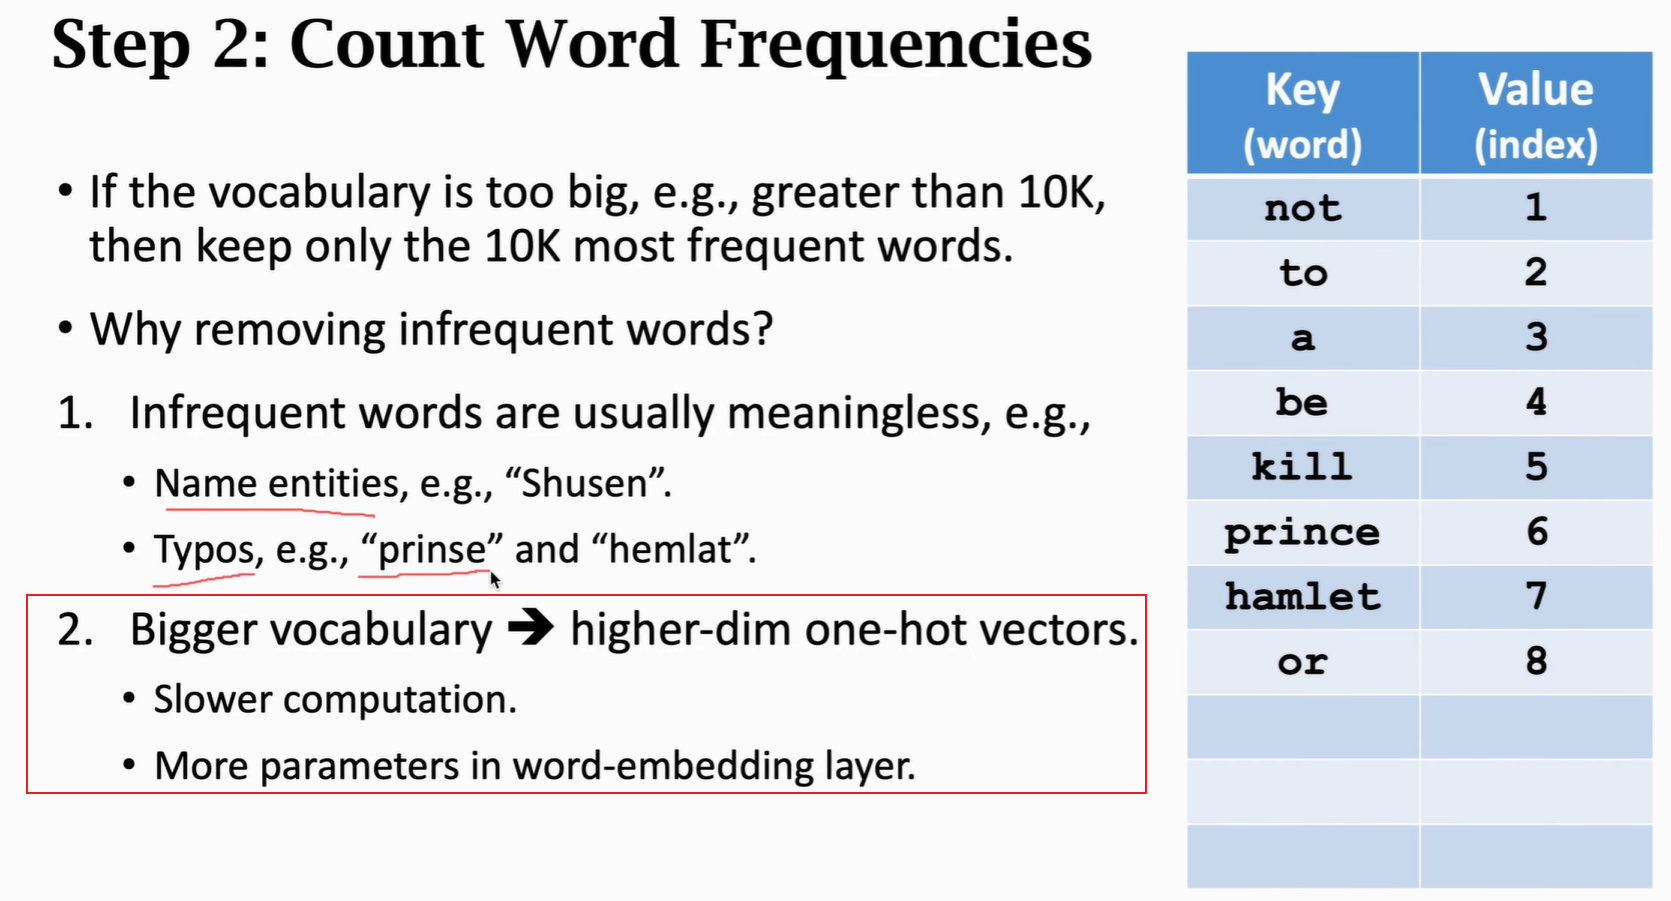 Step 2: Count Word Frequencies
• If the vocabulary is too big, e.g., greater than 10K,
then keep only the 10K most frequent words.
• Why removing infrequent words?
1. Infrequent words are usually meaningless, e.g.,
• Name entities, e.g., “Shusen”.
• Typos, e.g., “prinse” and “hemlat”.
2. Bigger vocabulary ➔ higher-dim one-hot vectors.
• Slower computation.
• More parameters in word-embedding layer.
Key Value
(word) (index)
not 1
to 2
a 3
be 4
kill 5
prince 6
hamlet 7
or 8